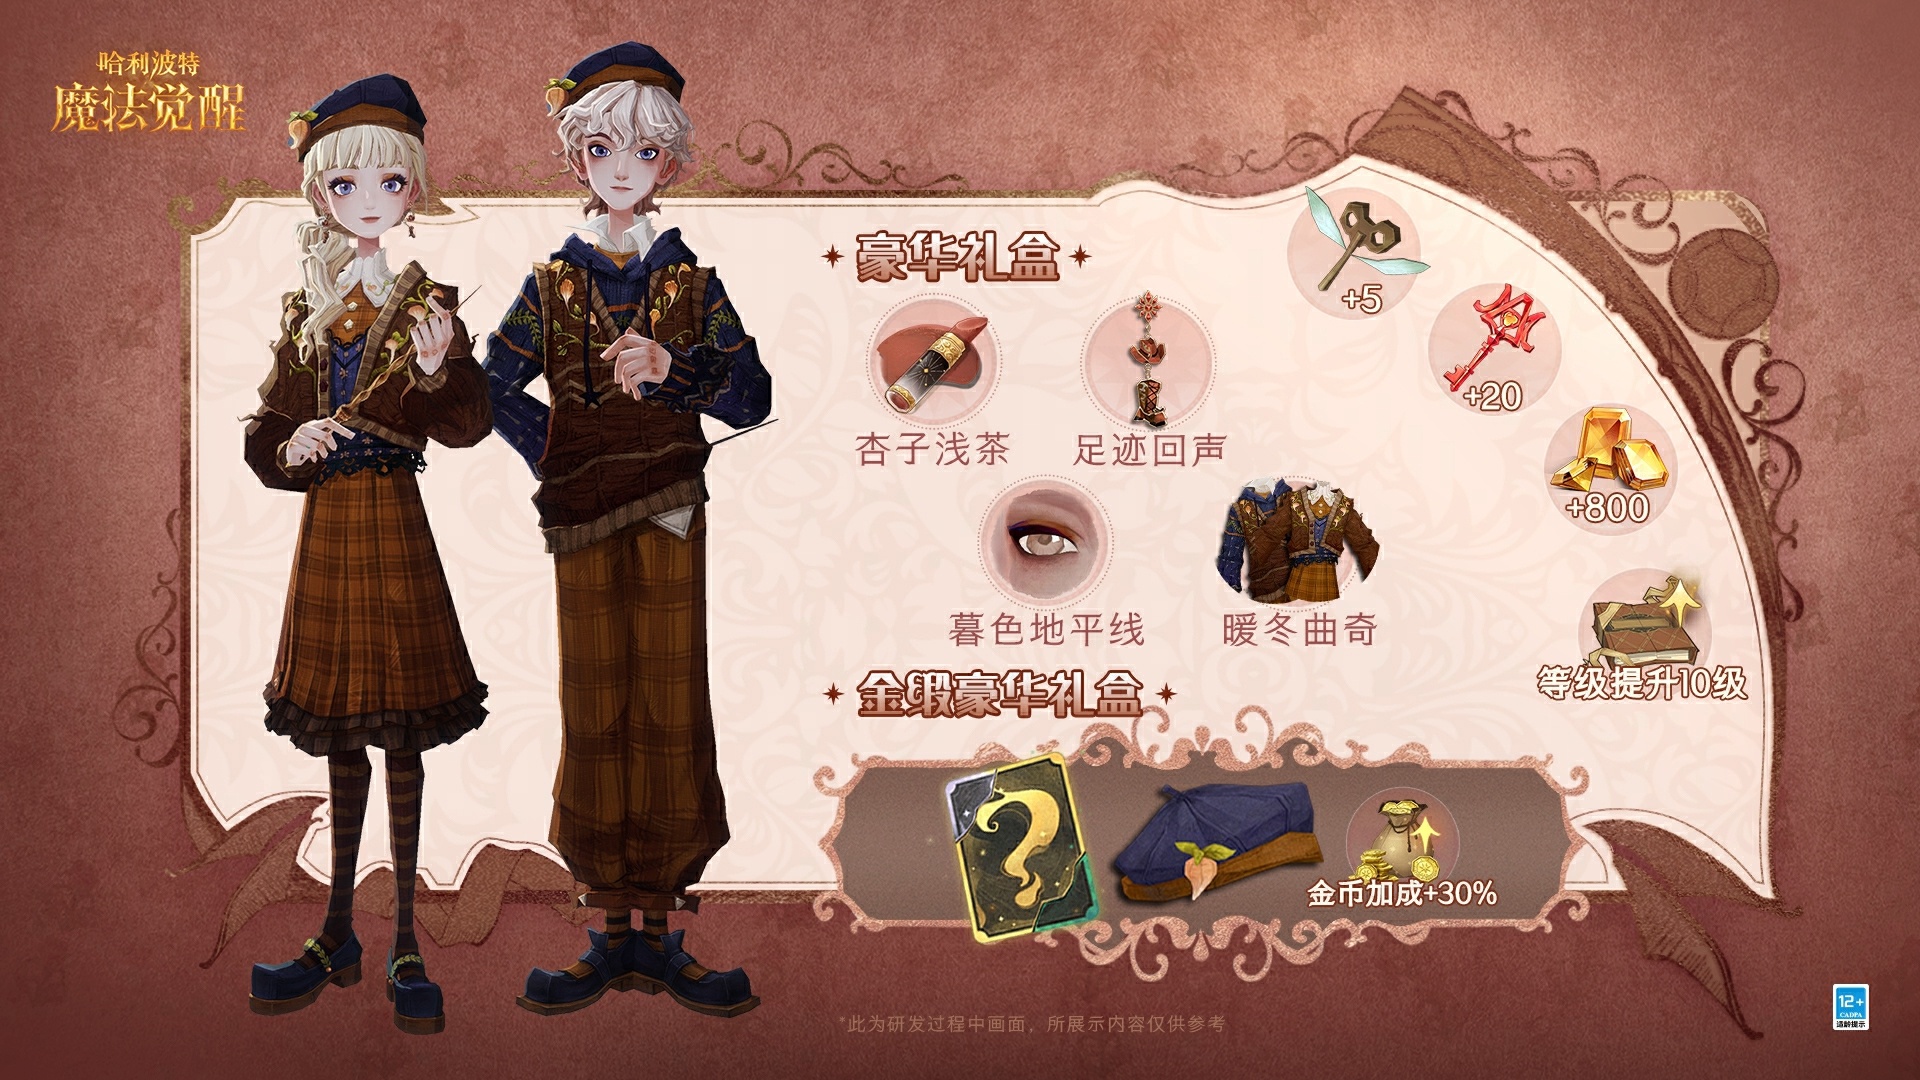 哈利波特
魔法觉醒
豪华礼盒
+5
+20
杏子浅茶
足迹回声
+800
暮色地平线
暖冬曲奇
等级提升10级
金缎豪华礼盒
金币加成+30%
*此为研发过程中画面，所展示内容仅供参考
12+
CADPA
适龄提示